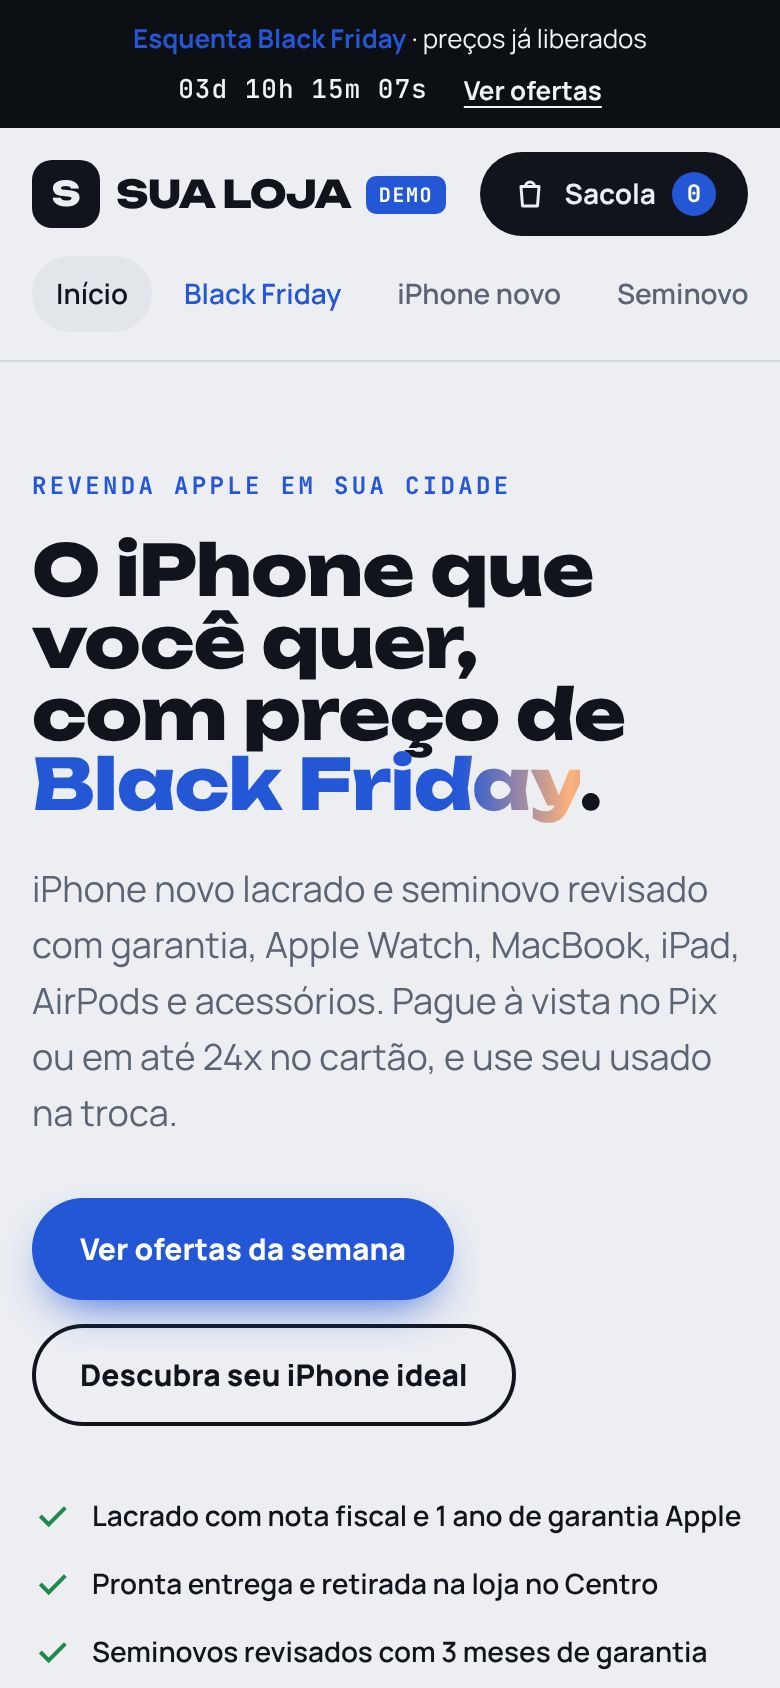 Esquenta Black Friday · preços já liberados
03d 10h 15m 07s Ver ofertas
S SUA LOJA DEMO Sacola 0
Início Black Friday iPhone novo Seminovo
REVENDA APPLE EM SUA CIDADE
O iPhone que
você quer,
com preço de
Black Friday.
iPhone novo lacrado e seminovo revisado
com garantia, Apple Watch, MacBook, iPad,
AirPods e acessórios. Pague à vista no Pix
ou em até 24x no cartão, e use seu usado
na troca.
Ver ofertas da semana
Descubra seu iPhone ideal
Lacrado com nota fiscal e 1 ano de garantia Apple
Pronta entrega e retirada na loja no Centro
Seminovos revisados com 3 meses de garantia